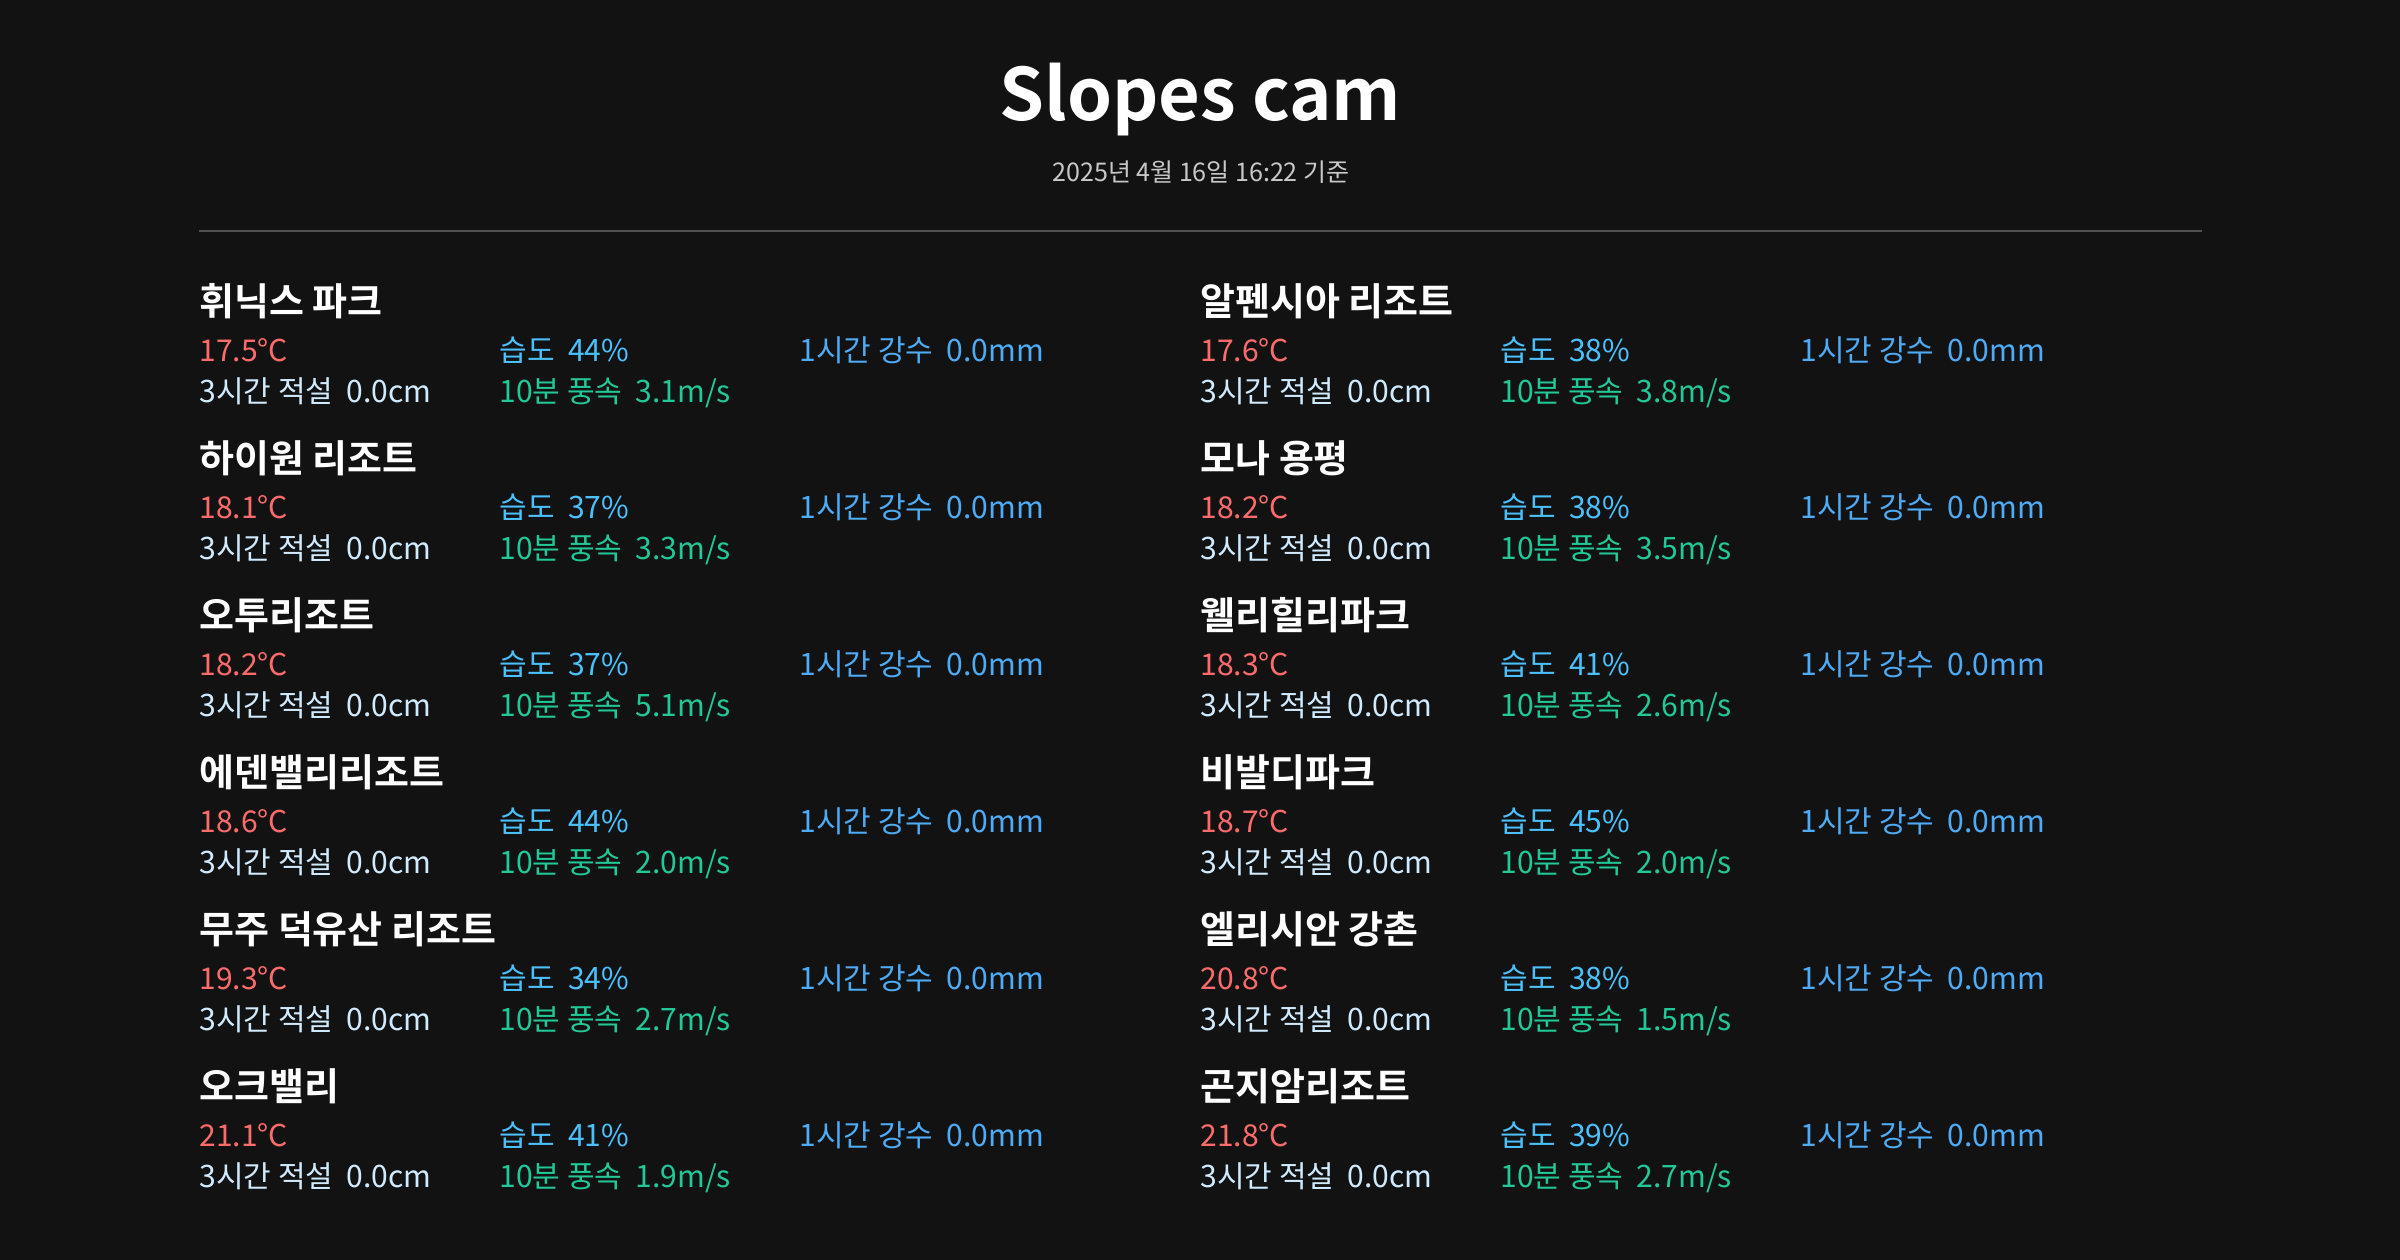 Slopes cam
2025년 4월 16일 16:22 기준
휘닉스 파크
17.5°C 습도 44% 1시간 강수 0.0mm
3시간 적설 0.0cm 10분 풍속 3.1m/s
알펜시아 리조트
17.6°C 습도 38% 1시간 강수 0.0mm
3시간 적설 0.0cm 10분 풍속 3.8m/s
하이원 리조트
18.1°C 습도 37% 1시간 강수 0.0mm
3시간 적설 0.0cm 10분 풍속 3.3m/s
모나 용평
18.2°C 습도 38% 1시간 강수 0.0mm
3시간 적설 0.0cm 10분 풍속 3.5m/s
오투리조트
18.2°C 습도 37% 1시간 강수 0.0mm
3시간 적설 0.0cm 10분 풍속 5.1m/s
웰리힐리파크
18.3°C 습도 41% 1시간 강수 0.0mm
3시간 적설 0.0cm 10분 풍속 2.6m/s
에덴밸리리조트
18.6°C 습도 44% 1시간 강수 0.0mm
3시간 적설 0.0cm 10분 풍속 2.0m/s
비발디파크
18.7°C 습도 45% 1시간 강수 0.0mm
3시간 적설 0.0cm 10분 풍속 2.0m/s
무주 덕유산 리조트
19.3°C 습도 34% 1시간 강수 0.0mm
3시간 적설 0.0cm 10분 풍속 2.7m/s
엘리시안 강촌
20.8°C 습도 38% 1시간 강수 0.0mm
3시간 적설 0.0cm 10분 풍속 1.5m/s
오크밸리
21.1°C 습도 41% 1시간 강수 0.0mm
3시간 적설 0.0cm 10분 풍속 1.9m/s
곤지암리조트
21.8°C 습도 39% 1시간 강수 0.0mm
3시간 적설 0.0cm 10분 풍속 2.7m/s